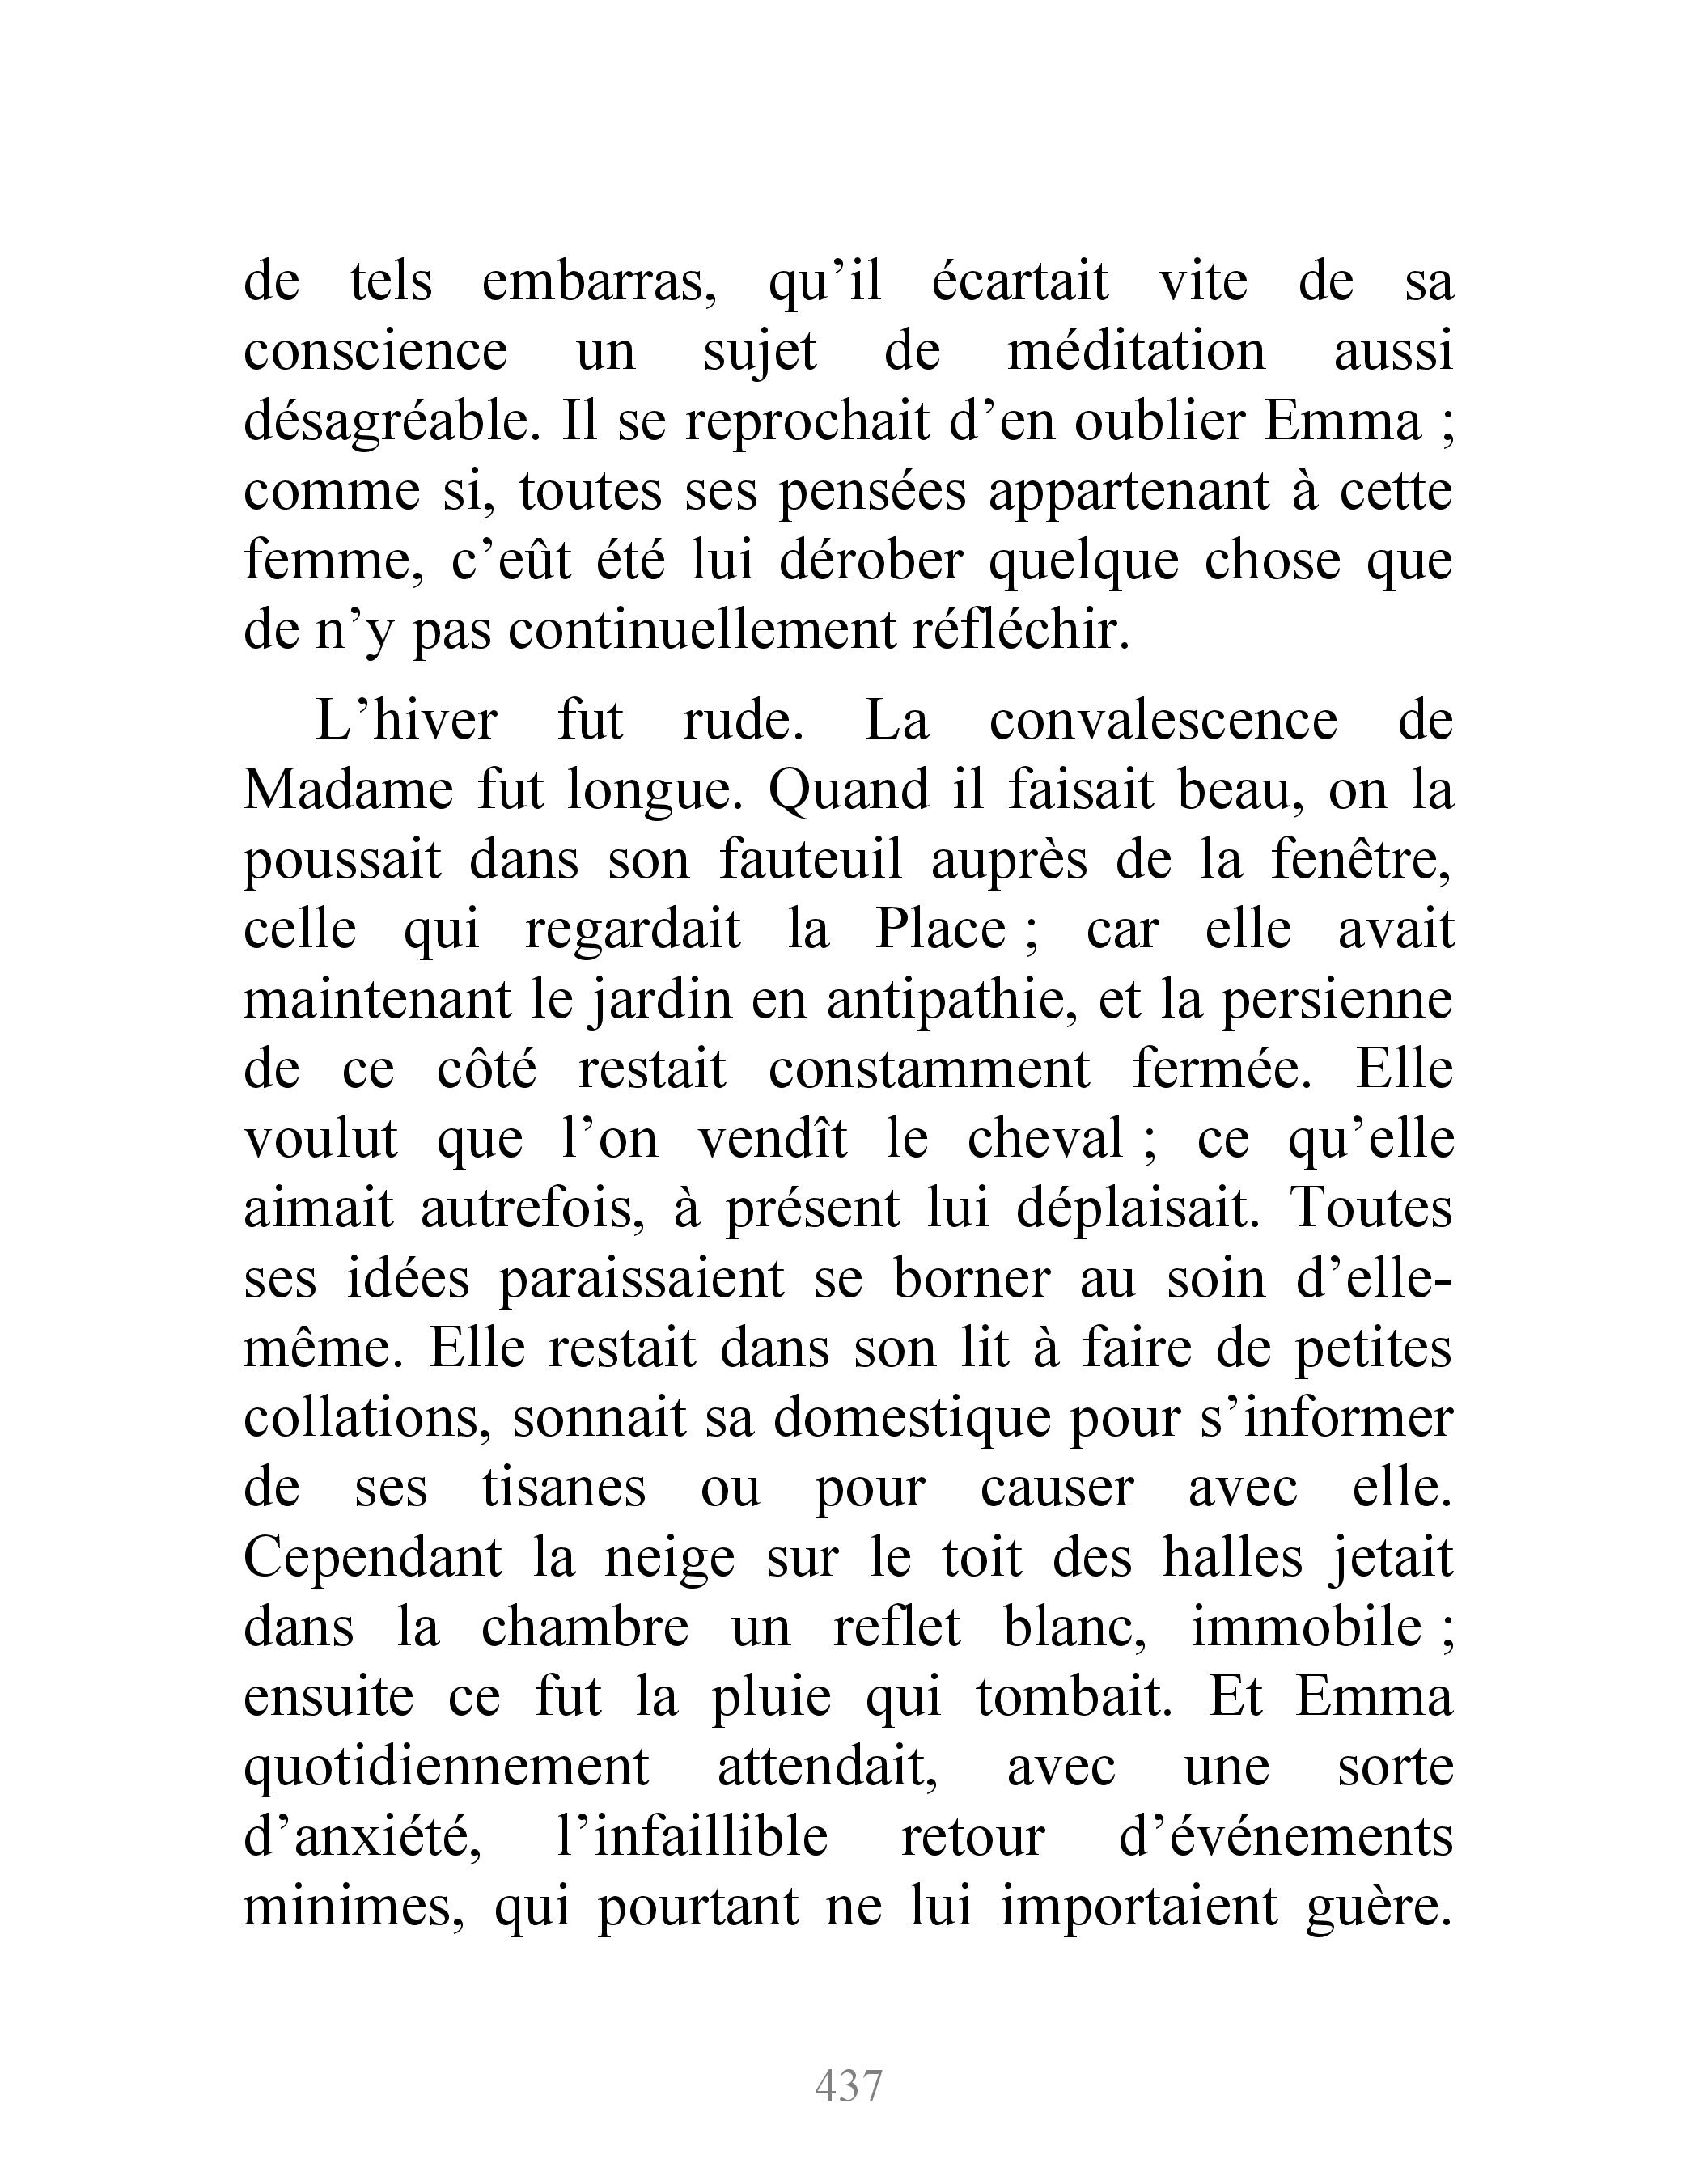 de tels embarras, qu’il écartait vite de sa
conscience un sujet de méditation aussi
désagréable. Il se reprochait d’en oublier Emma ;
comme si, toutes ses pensées appartenant à cette
femme, c’eût été lui dérober quelque chose que
de n’y pas continuellement réfléchir.
L’hiver fut rude. La convalescence de
Madame fut longue. Quand il faisait beau, on la
poussait dans son fauteuil auprès de la fenêtre,
celle qui regardait la Place ; car elle avait
maintenant le jardin en antipathie, et la persienne
de ce côté restait constamment fermée. Elle
voulut que l’on vendît le cheval ; ce qu’elle
aimait autrefois, à présent lui déplaisait. Toutes
ses idées paraissaient se borner au soin d’elle-
même. Elle restait dans son lit à faire de petites
collations, sonnait sa domestique pour s’informer
de ses tisanes ou pour causer avec elle.
Cependant la neige sur le toit des halles jetait
dans la chambre un reflet blanc, immobile ;
ensuite ce fut la pluie qui tombait. Et Emma
quotidiennement attendait, avec une sorte
d’anxiété, l’infaillible retour d’événements
minimes, qui pourtant ne lui importaient guère.
437